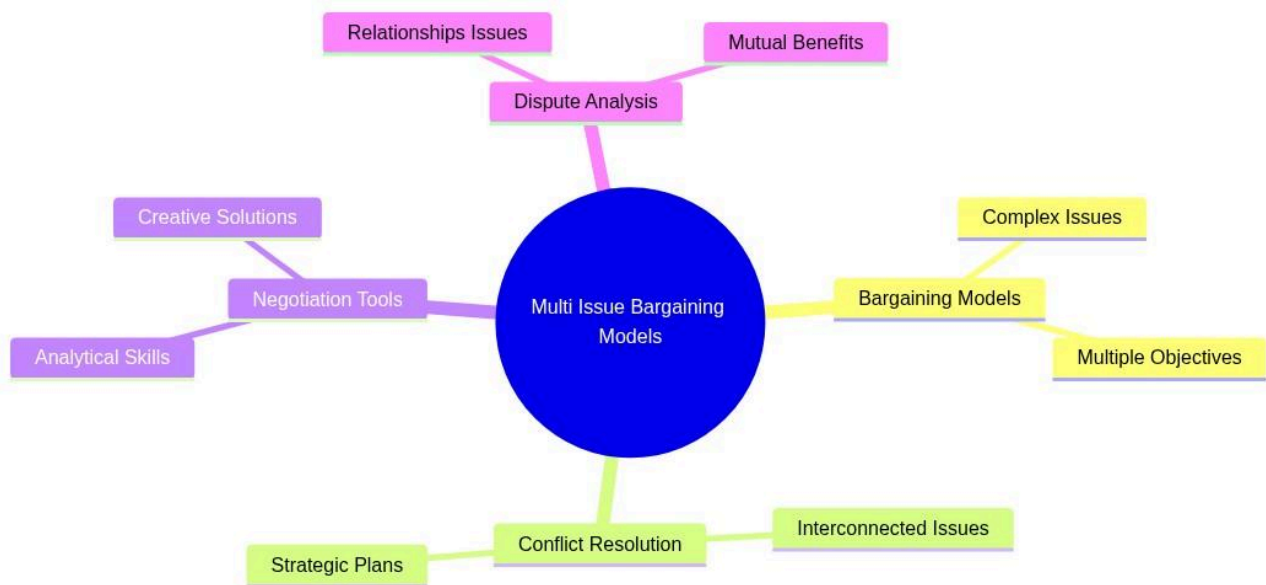 Relationships Issues
Mutual Benefits
Dispute Analysis
Creative Solutions
Complex Issues
Negotiation Tools
Multi Issue Bargaining
Models
Bargaining Models
Analytical Skills
Multiple Objectives
Interconnected Issues
Conflict Resolution
Strategic Plans